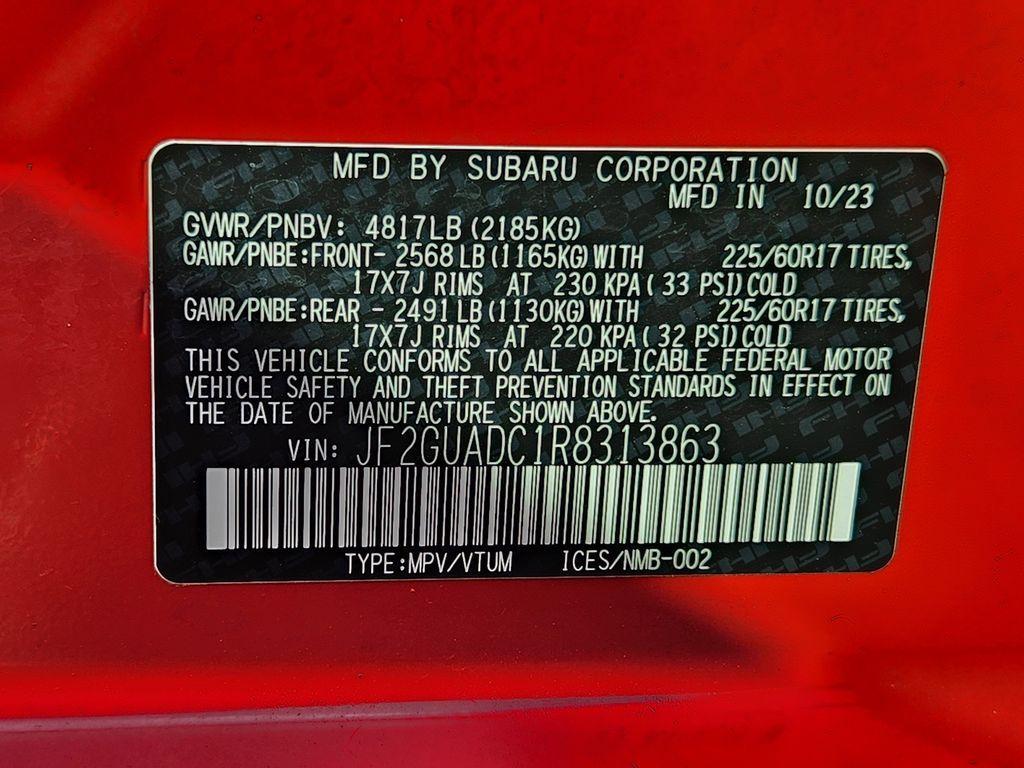 MFD BY SUBARU CORPORATION
MFD IN 10/23
GVWR/PNBV: 4817LB (2185KG)
GAWR/PNBE:FRONT- 2568 LB (1165KG) WITH 225/60R17 TIRES,
17X7J RIMS AT 230 KPA ( 33 PSI) COLD
GAWR/PNBE:REAR - 2491 LB (1130KG) WITH 225/60R17 TIRES,
17X7J RIMS AT 220 KPA ( 32 PSI) COLD
THIS VEHICLE CONFORMS TO ALL APPLICABLE FEDERAL MOTOR
VEHICLE SAFETY AND THEFT PREVENTION STANDARDS IN EFFECT ON
THE DATE OF MANUFACTURE SHOWN ABOVE.
VIN: JF2GUADC1R8313863
TYPE:MPV/VTUM ICES/NMB-002